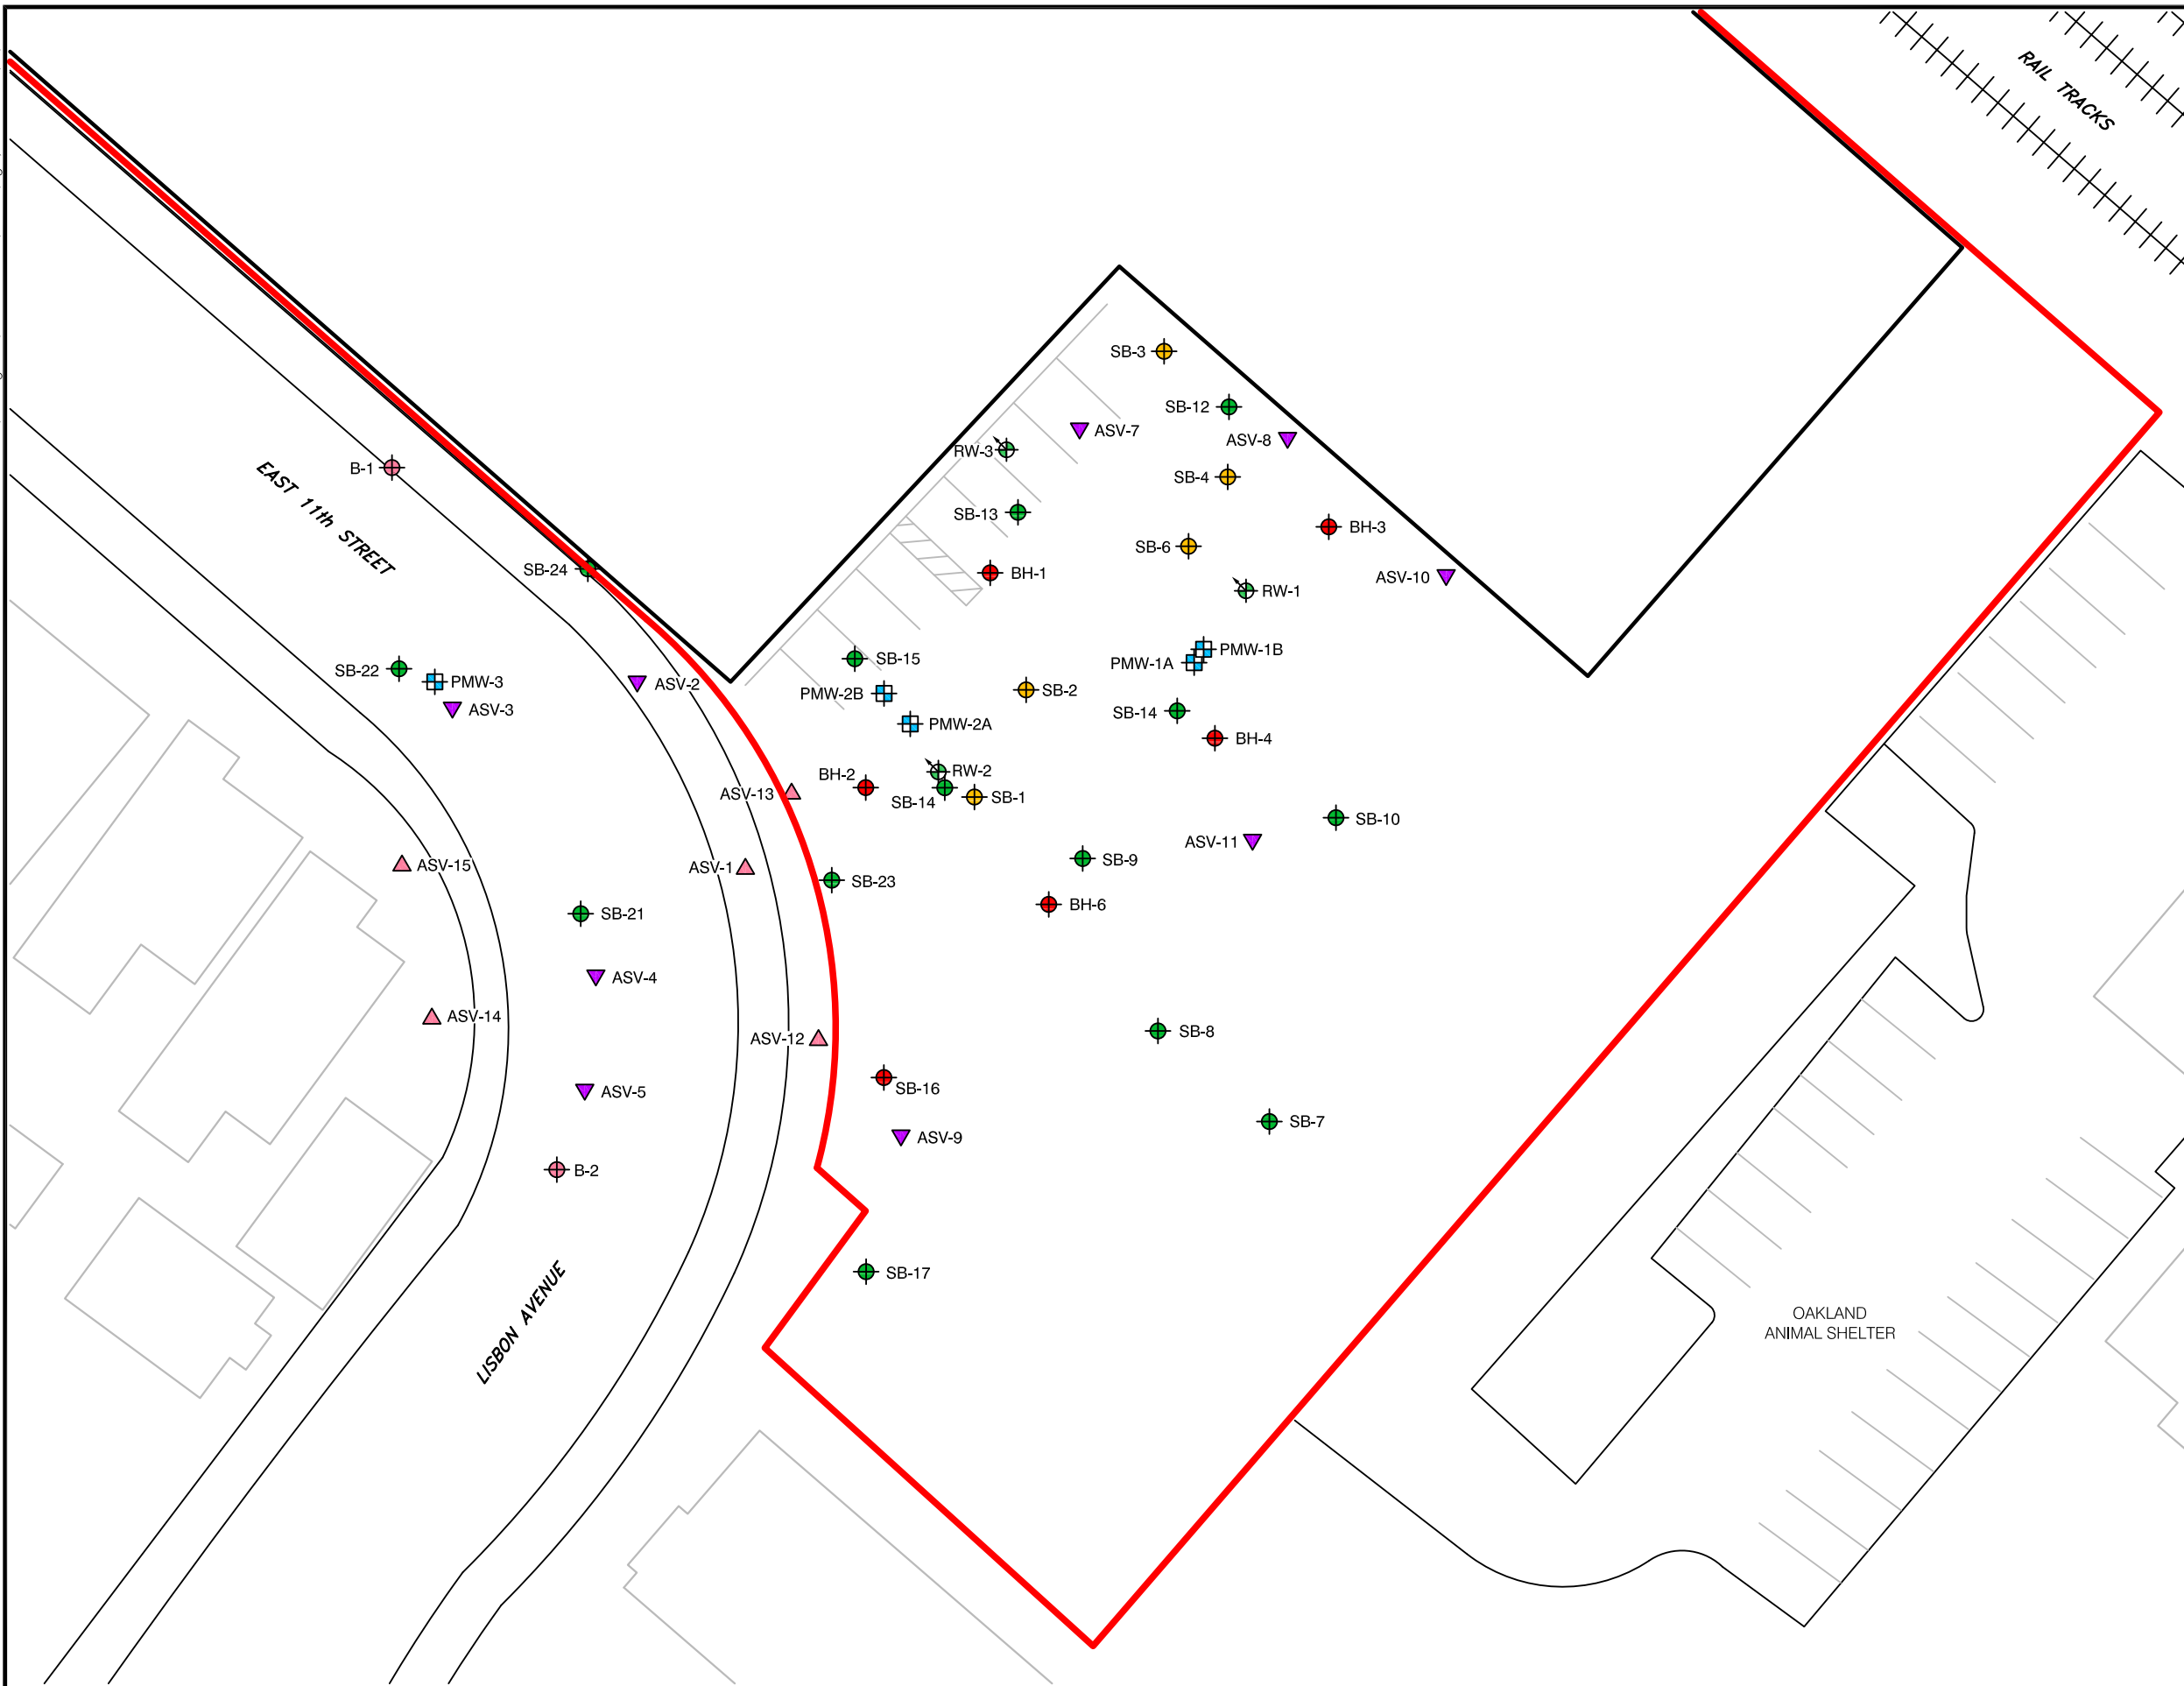 RAIL TRACKS
SB-3
SB-12
ASV-7
ASV-8
RW-3
B-1
EAST 11th STREET
SB-4
SB-13
BH-3
SB-6
SB-24
BH-1
ASV-10
RW-1
PMW-1B
SB-15
PMW-1A
SB-22
PMW-3
ASV-2
PMW-2B
SB-2
ASV-3
SB-14
PMW-2A
BH-4
RW-2
BH-2
ASV-13
SB-14
SB-1
SB-10
ASV-11
SB-9
ASV-15
ASV-1
SB-23
BH-6
SB-21
ASV-4
ASV-14
SB-8
ASV-12
SB-16
ASV-5
SB-7
ASV-9
B-2
SB-17
LISBON AVENUE
OAKLAND
ANIMAL SHELTER